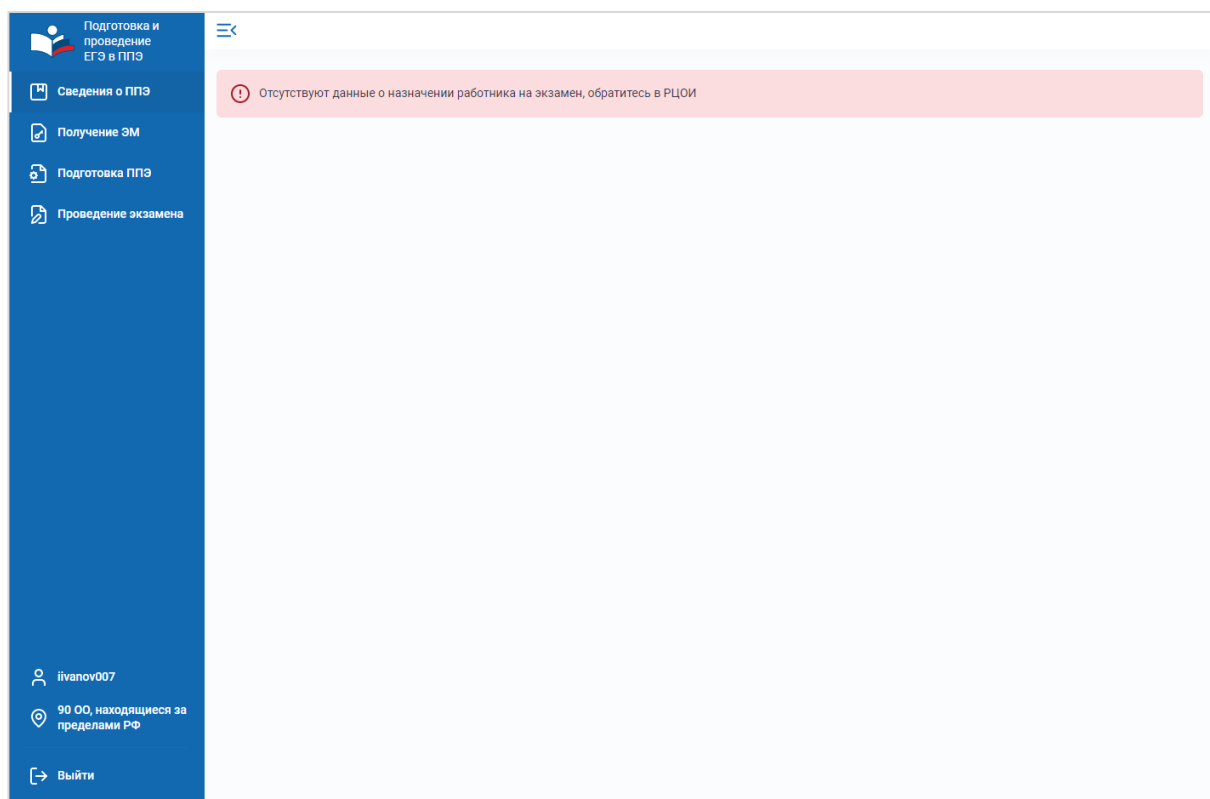 Подготовка и
проведение
ЕГЭ в ППЭ
Сведения о ППЭ
Получение ЭМ
Подготовка ППЭ
Проведение экзамена
Отсутствуют данные о назначении работника на экзамен, обратитесь в РЦОИ
iivanov007
90 ОО, находящиеся за
пределами РФ
Выйти